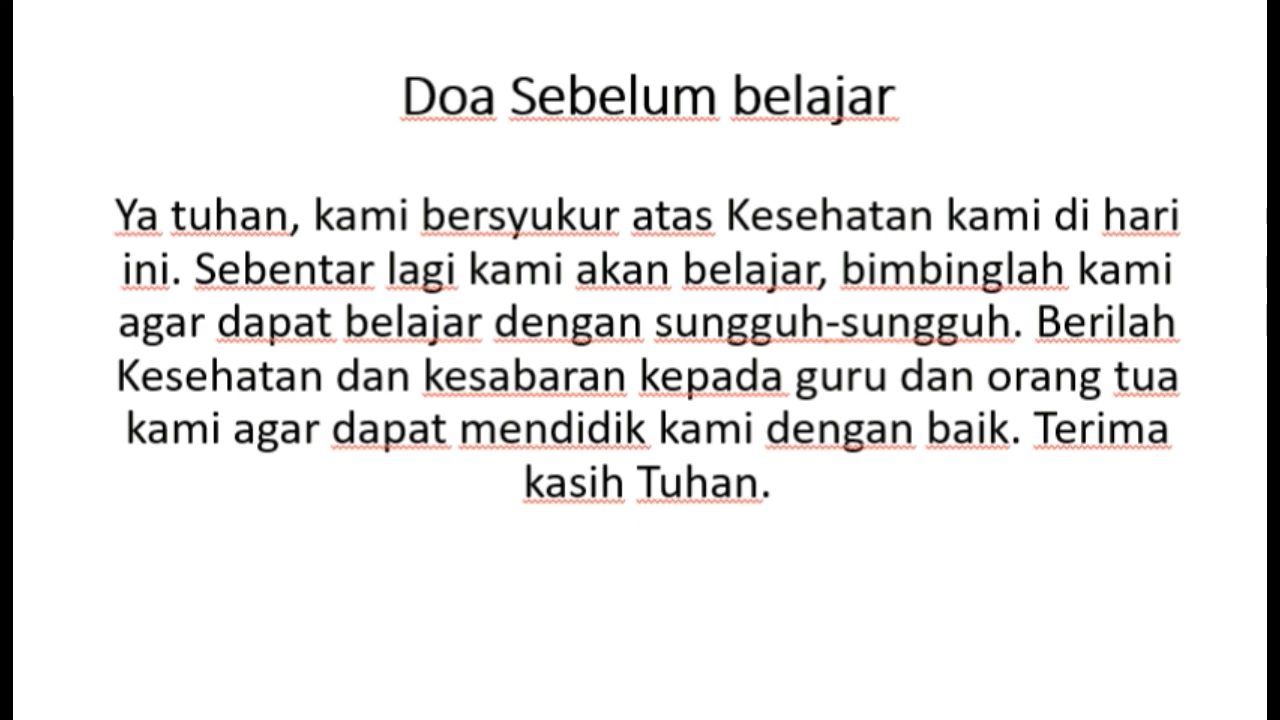 Doa Sebelum belajar
Ya tuhan, kami bersyukur atas Kesehatan kami di hari
ini. Sebentar lagi kami akan belajar, bimbinglah kami
agar dapat belajar dengan sungguh-sungguh. Berilah
Kesehatan dan kesabaran kepada guru dan orang tua
kami agar dapat mendidik kami dengan baik. Terima
kasih Tuhan.